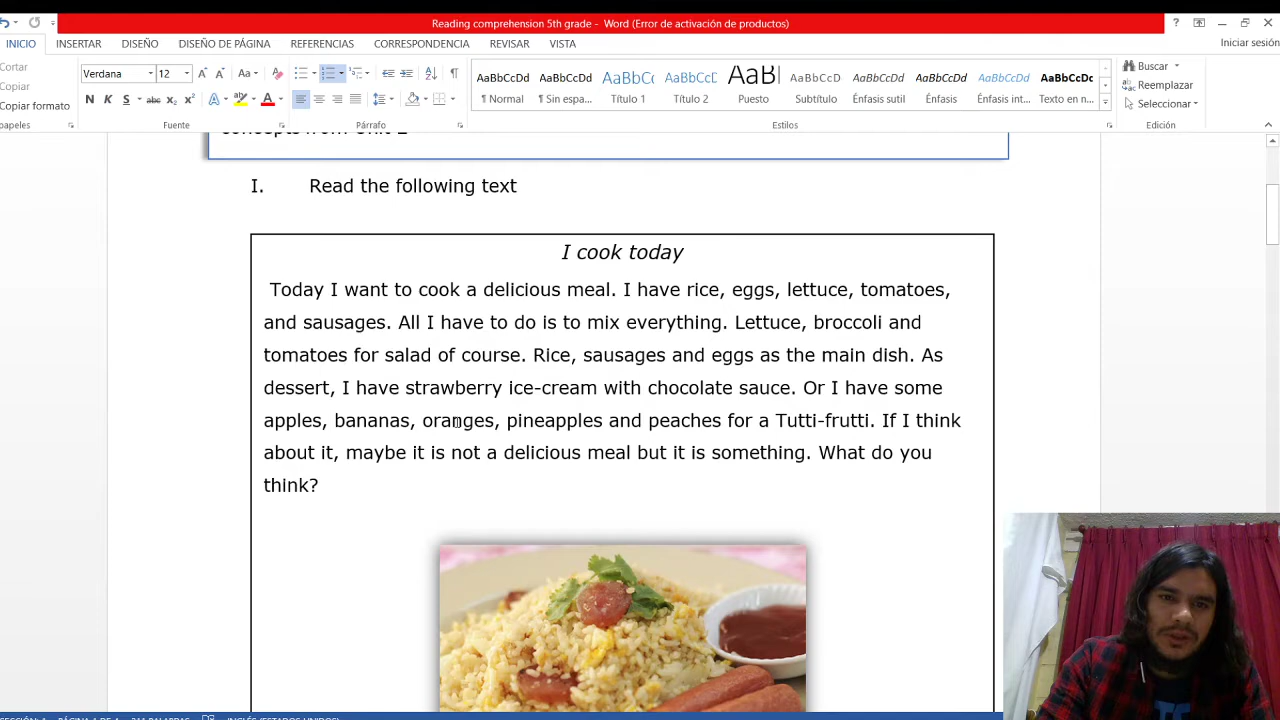 Reading comprehension 5th grade - Word (Error de activación de productos)
INICIO INSERTAR DISEÑO DISEÑO DE PÁGINA REFERENCIAS CORRESPONDENCIA REVISAR VISTA Iniciar sesión
Cortar
Copiar
Copiar formato
Verdana 12
Aa
N K S abc x₂ x² A A
AaBbCcDd AaBbCcDd AaBbC AaBbCcD AaB AaBbCcD AaBbCcDd AaBbCcDd AaBbCcDd AaBbCcDc
¶ Normal ¶ Sin espa... Título 1 Título 2 Puesto Subtítulo Énfasis sutil Énfasis Énfasis int... Texto en n...
Buscar
Reemplazar
Seleccionar
papeles Fuente Párrafo Estilos Edición
I. Read the following text
I cook today
Today I want to cook a delicious meal. I have rice, eggs, lettuce, tomatoes,
and sausages. All I have to do is to mix everything. Lettuce, broccoli and
tomatoes for salad of course. Rice, sausages and eggs as the main dish. As
dessert, I have strawberry ice-cream with chocolate sauce. Or I have some
apples, bananas, oranges, pineapples and peaches for a Tutti-frutti. If I think
about it, maybe it is not a delicious meal but it is something. What do you
think?